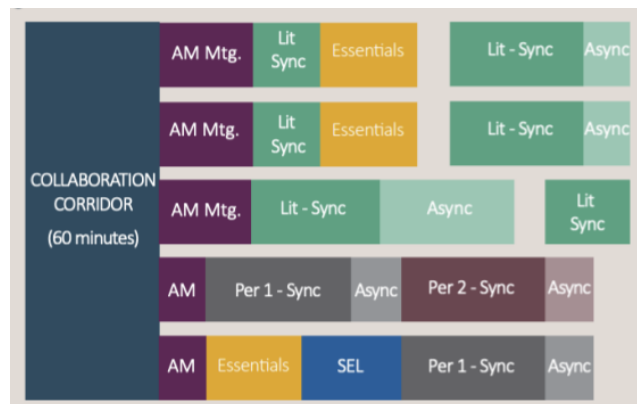 COLLABORATION
CORRIDOR
(60 minutes)
AM Mtg.
Lit
Sync
Essentials
Lit - Sync
Async
AM Mtg.
Lit
Sync
Essentials
Lit - Sync
Async
AM Mtg.
Lit - Sync
Async
Lit
Sync
AM
Per 1 - Sync
Async
Per 2 - Sync
Async
AM
Essentials
SEL
Per 1 - Sync
Async